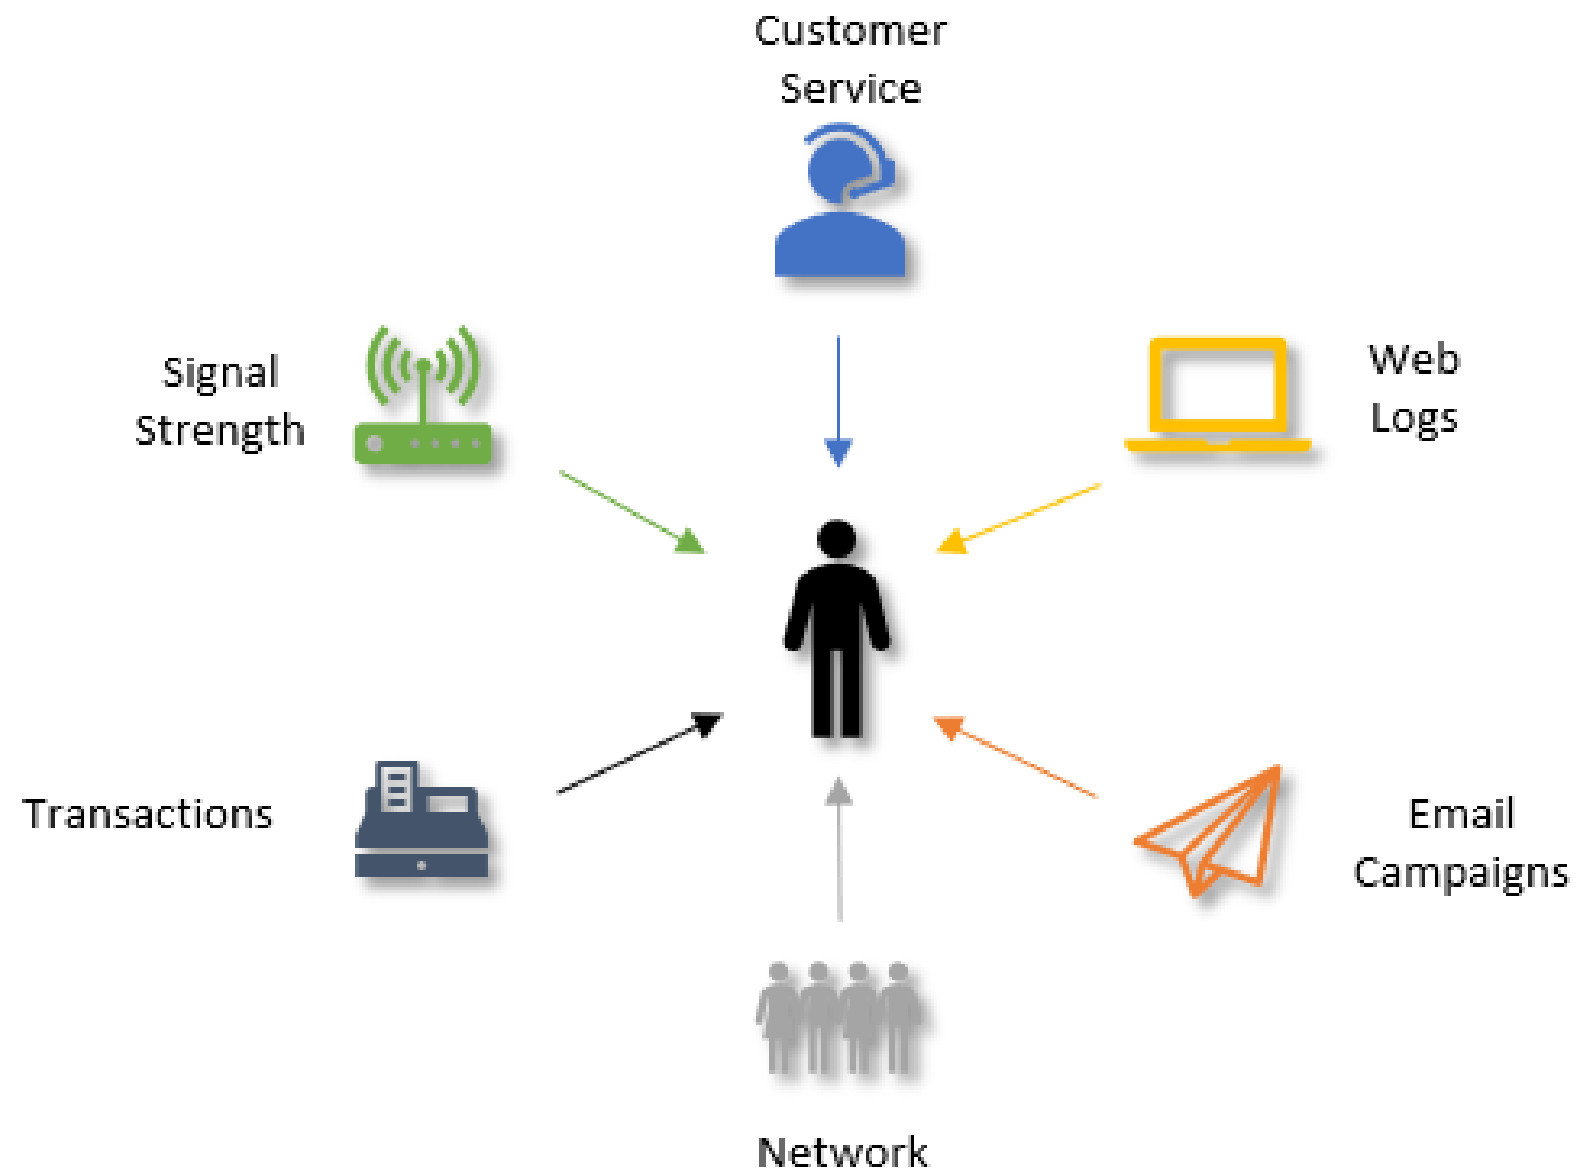 Customer
Service
Signal
Strength
Web
Logs
Transactions
Email
Campaigns
Network